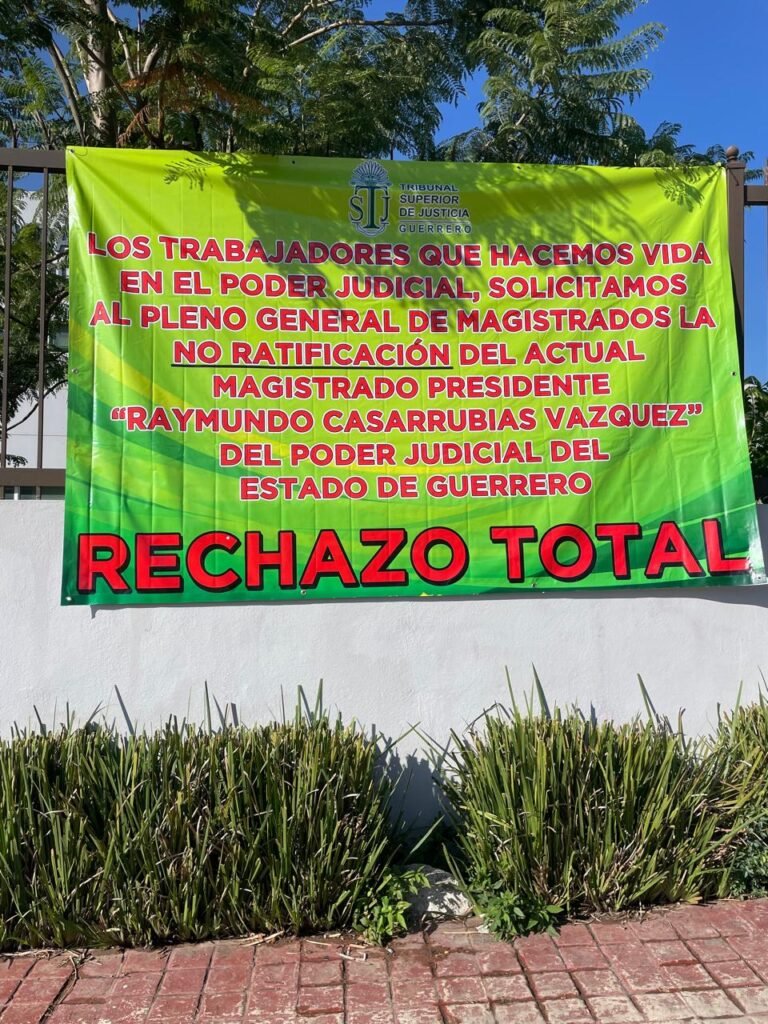 STJ
TRIBUNAL
SUPERIOR
DE JUSTICIA
GUERRERO
LOS TRABAJADORES QUE HACEMOS VIDA
EN EL PODER JUDICIAL, SOLICITAMOS
AL PLENO GENERAL DE MAGISTRADOS LA
NO RATIFICACIÓN DEL ACTUAL
MAGISTRADO PRESIDENTE
“RAYMUNDO CASARRUBIAS VAZQUEZ”
DEL PODER JUDICIAL DEL
ESTADO DE GUERRERO
RECHAZO TOTAL